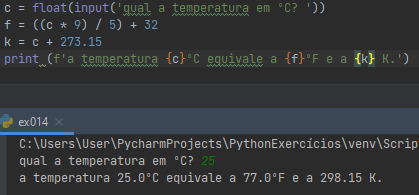 c = float(input('qual a temperatura em °C? '))
f = ((c * 9) / 5) + 32
k = c + 273.15
print (f'a temperatura {c}°C equivale a {f}°F e a {k} K.')
ex014 ×
C:\Users\User\PycharmProjects\PythonExercícios\venv\Scrip
qual a temperatura em °C? 25
a temperatura 25.0°C equivale a 77.0°F e a 298.15 K.